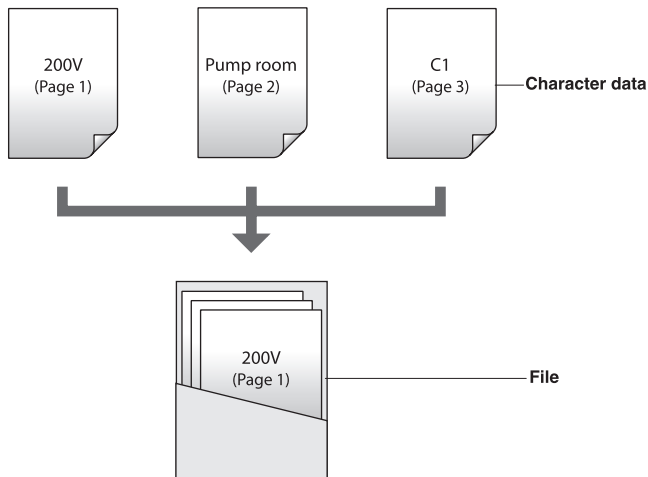 200V
(Page 1)
Pump room
(Page 2)
C1
(Page 3)
Character data
200V
(Page 1)
File